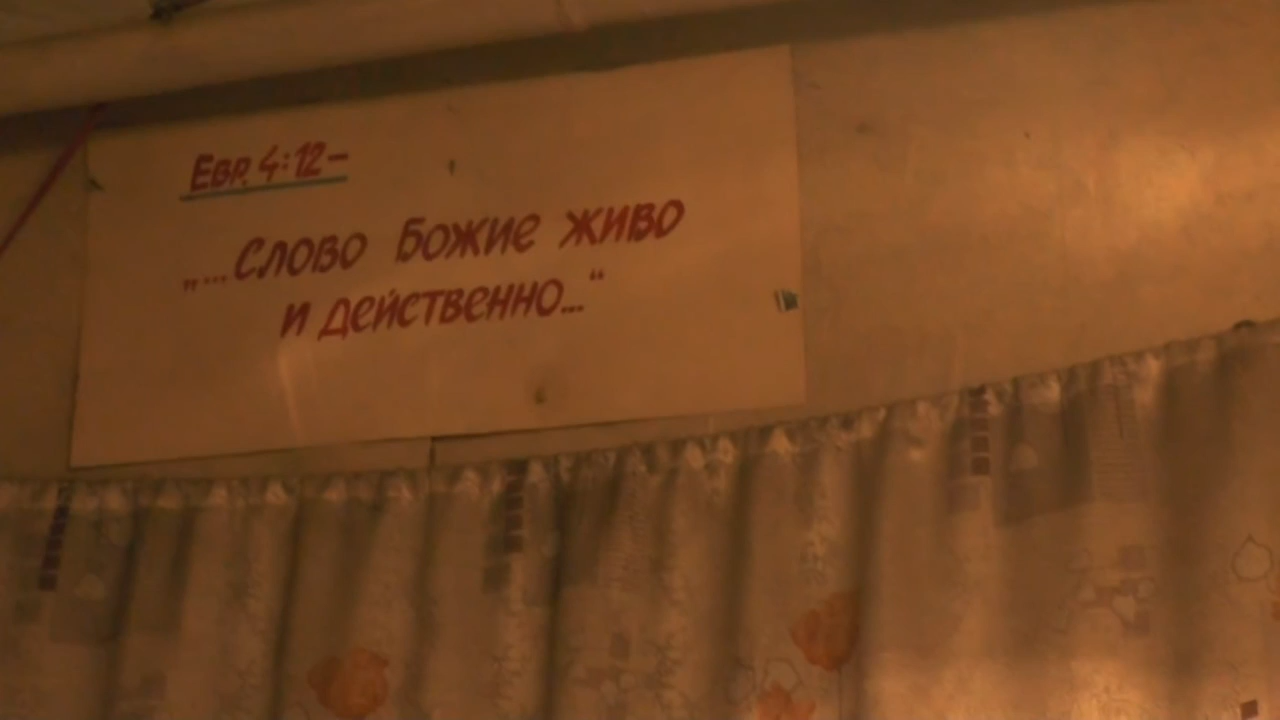 Евр. 4:12–
„...Слово Божие живо
и действенно...“